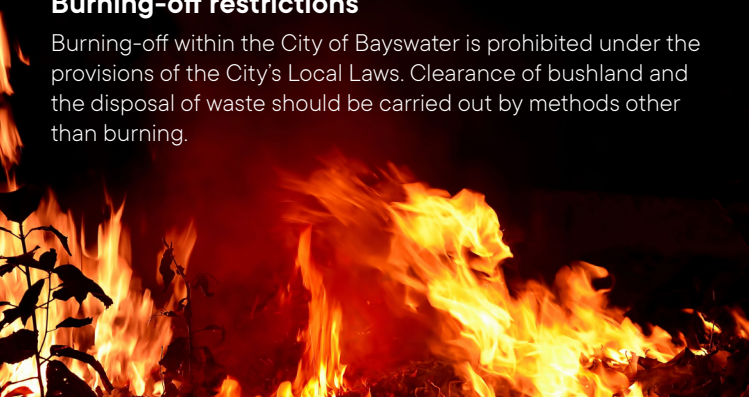 Burning-off restrictions
Burning-off within the City of Bayswater is prohibited under the
provisions of the City’s Local Laws. Clearance of bushland and
the disposal of waste should be carried out by methods other
than burning.